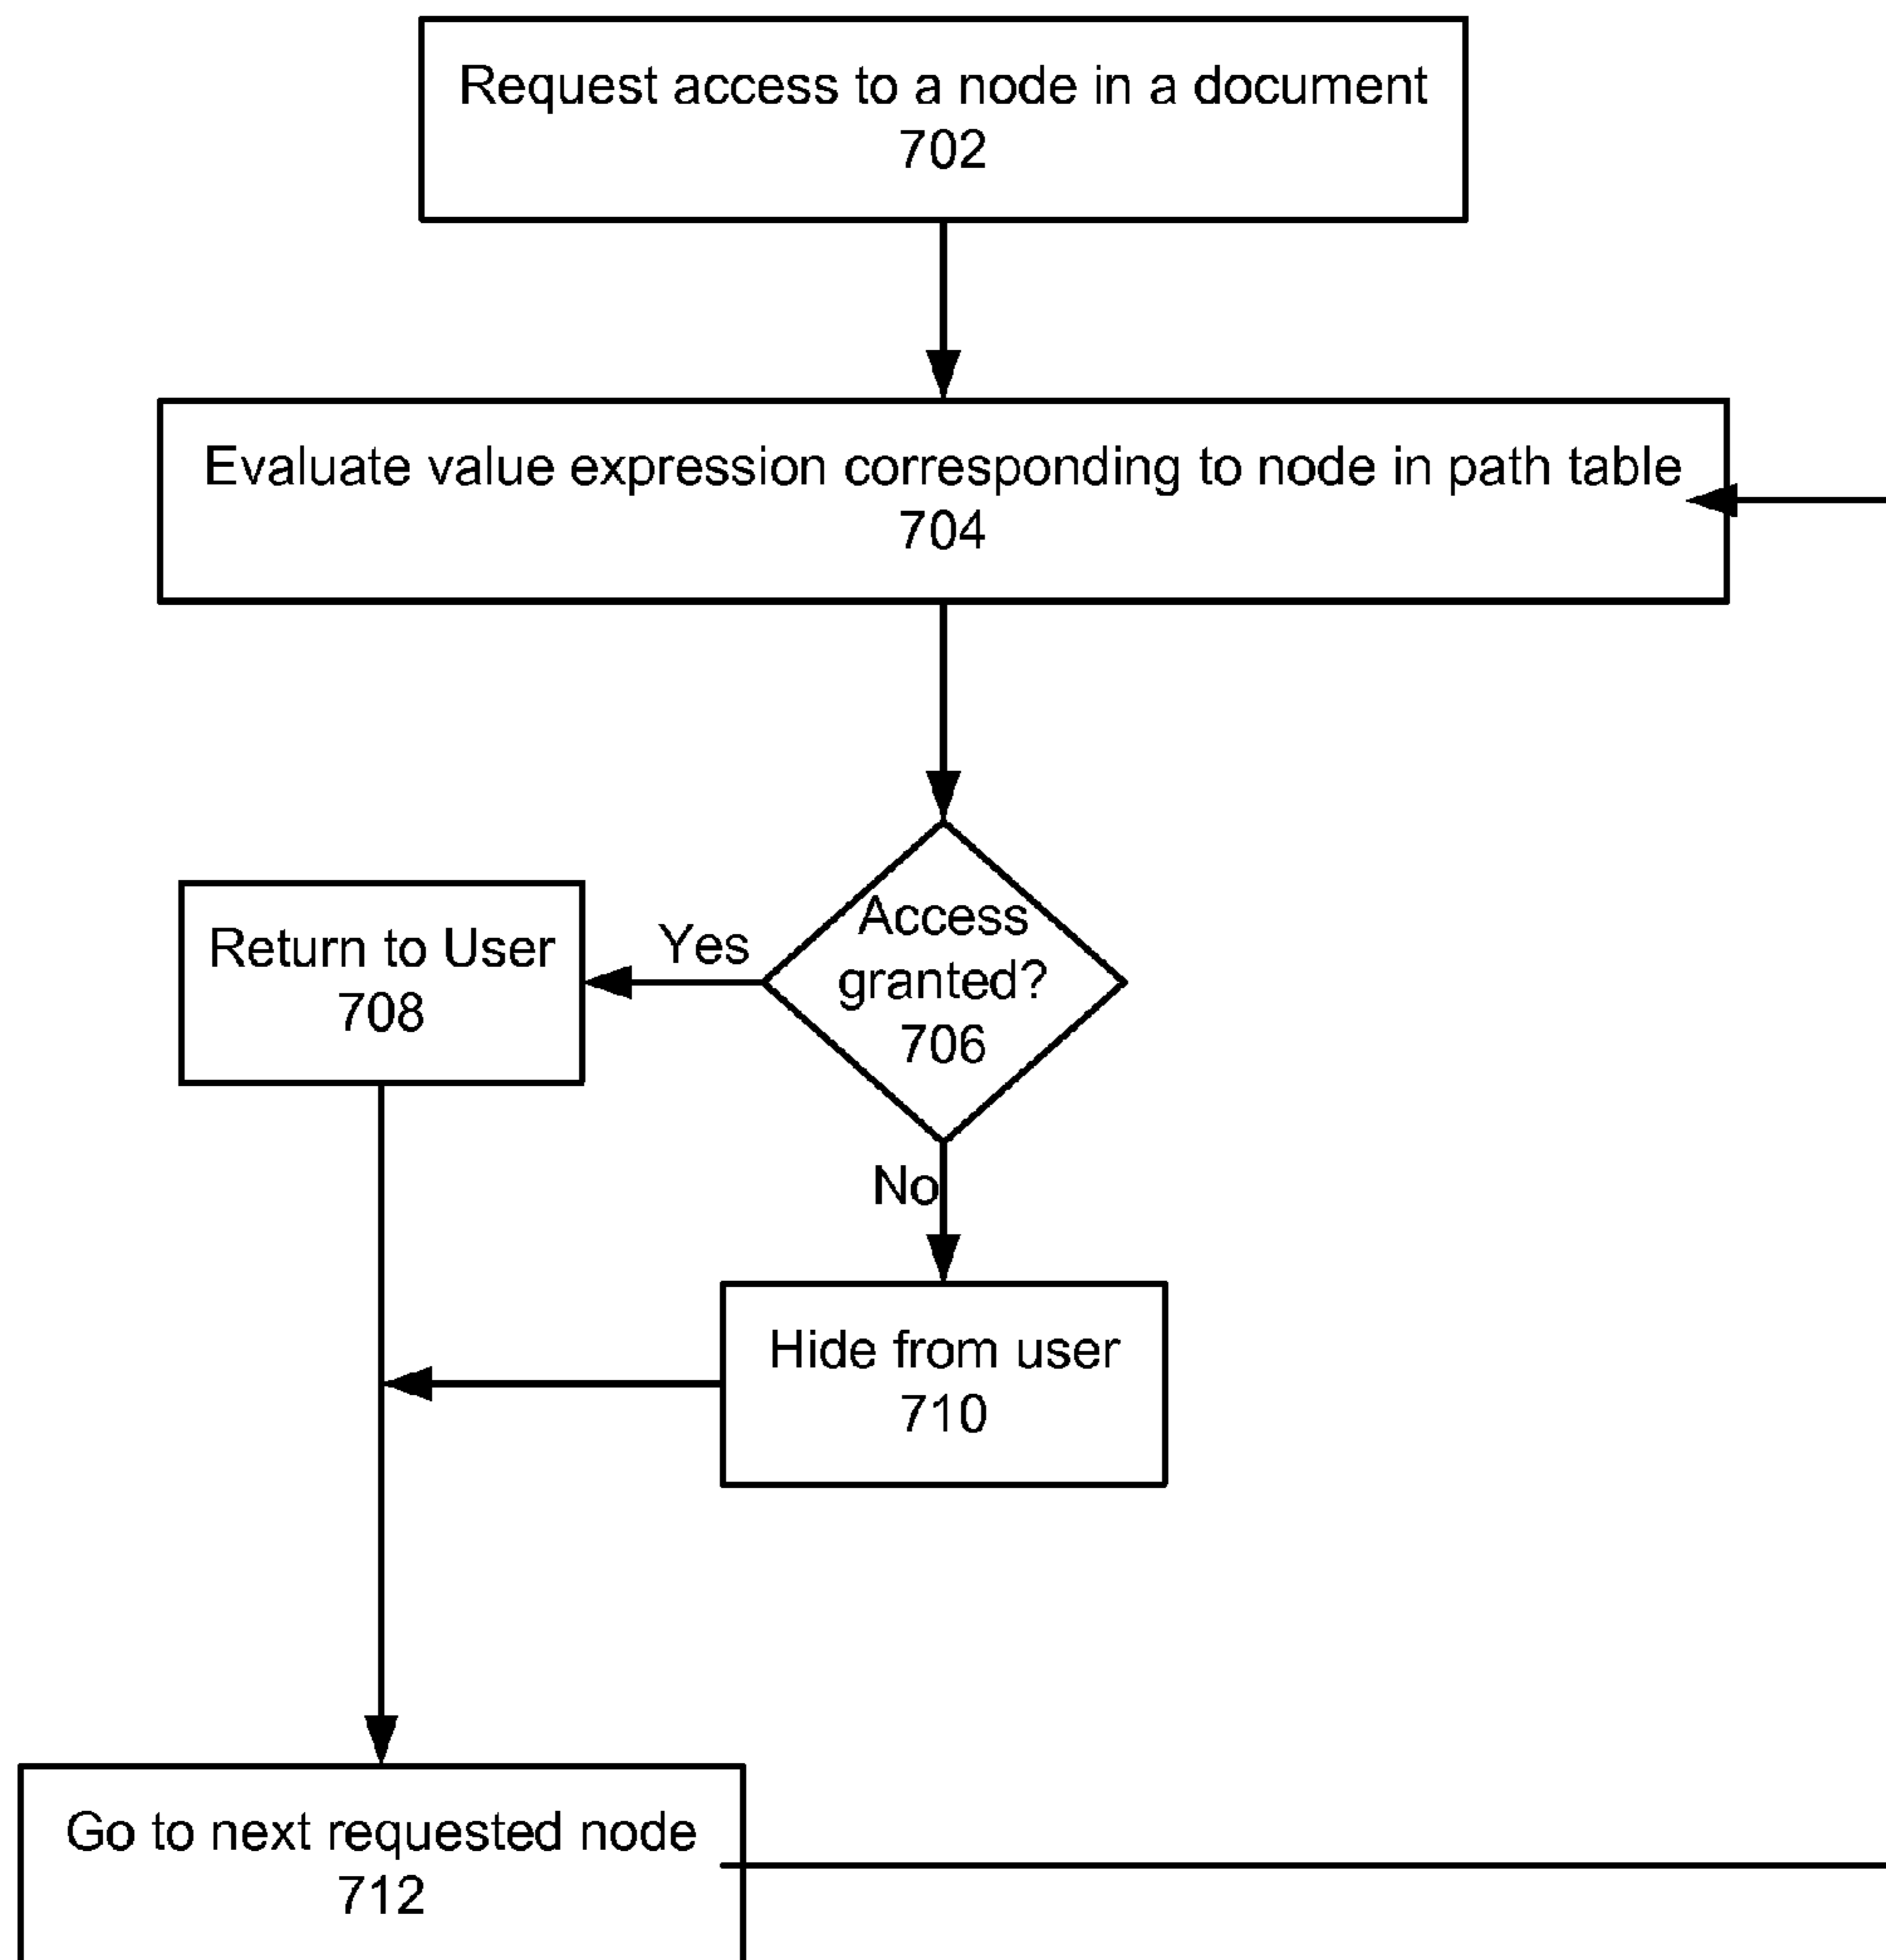 Request access to a node in a document
702
Evaluate value expression corresponding to node in path table
704
Access
granted?
706
Yes
Return to User
708
No
Hide from user
710
Go to next requested node
712